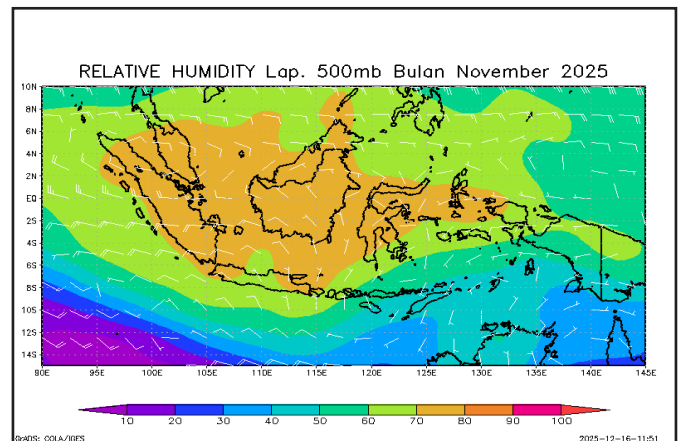 RELATIVE HUMIDITY Lap. 500mb Bulan November 2025
10N
8N
6N
4N
2N
EQ
2S
4S
6S
8S
10S
12S
14S
90E 95E 100E 105E 110E 115E 120E 125E 130E 135E 140E 145E
10 20 30 40 50 60 70 80 90 100
GrADS: COLA/IGES 2025-12-16-11:51